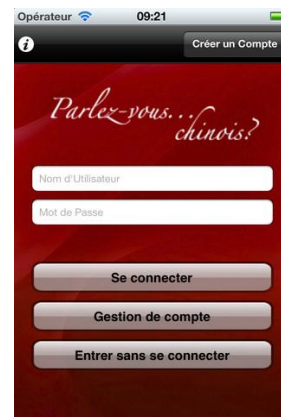 Opérateur 09:21
Créer un Compte
Parlez-vous...
chinois?
Nom d'Utilisateur
Mot de Passe
Se connecter
Gestion de compte
Entrer sans se connecter